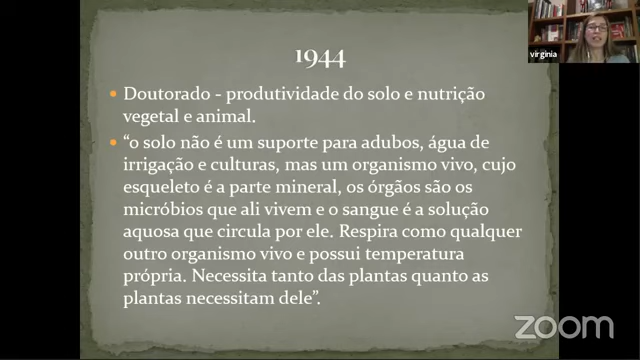 virginia
1944
Doutorado - produtividade do solo e nutrição
vegetal e animal.
“o solo não é um suporte para adubos, água de
irrigação e culturas, mas um organismo vivo, cujo
esqueleto é a parte mineral, os órgãos são os
micróbios que ali vivem e o sangue é a solução
aquosa que circula por ele. Respira como qualquer
outro organismo vivo e possui temperatura
própria. Necessita tanto das plantas quanto as
plantas necessitam dele”.
zoom